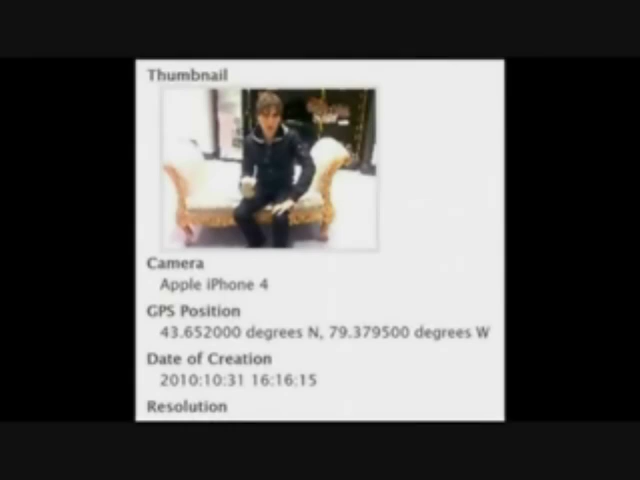 Thumbnail
Camera
Apple iPhone 4
GPS Position
43.652000 degrees N, 79.379500 degrees W
Date of Creation
2010:10:31 16:16:15
Resolution